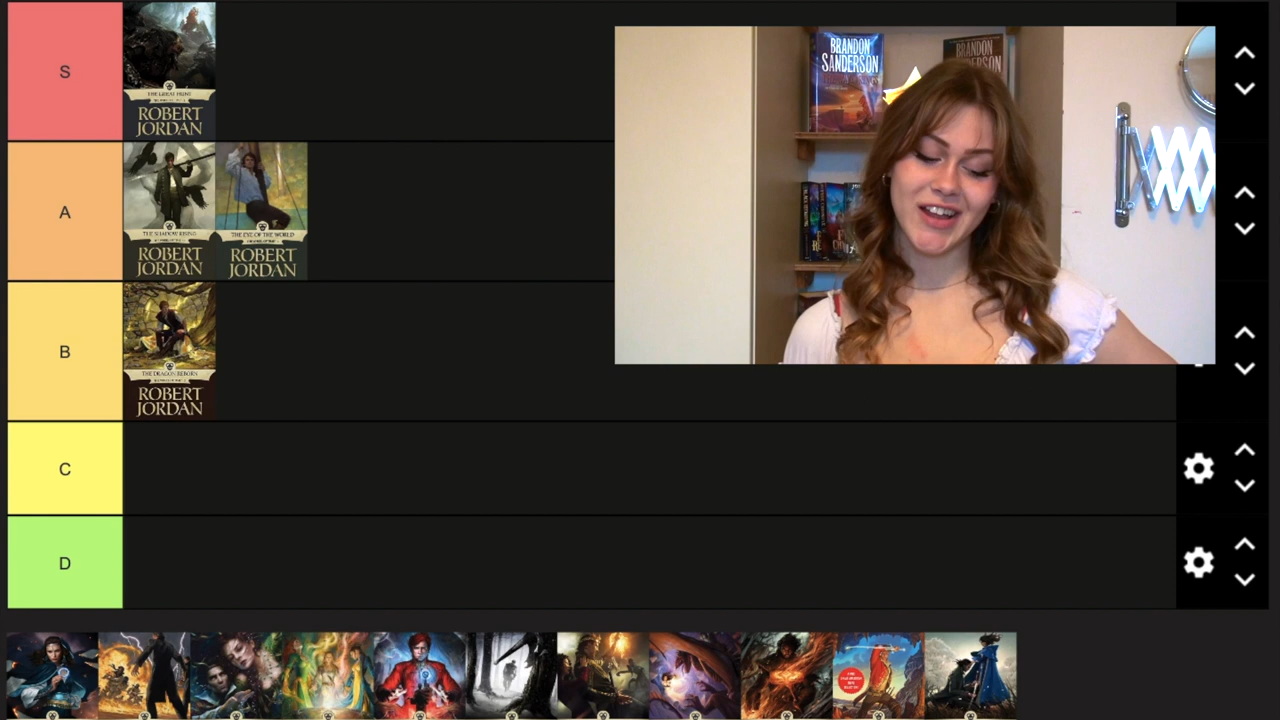 S
THE GREAT HUNT
ROBERT
JORDAN
A
THE SHADOW RISING
ROBERT
JORDAN
THE EYE OF THE WORLD
ROBERT
JORDAN
B
THE DRAGON REBORN
ROBERT
JORDAN
C
D
BRANDON
SANDERSON
BRANDON